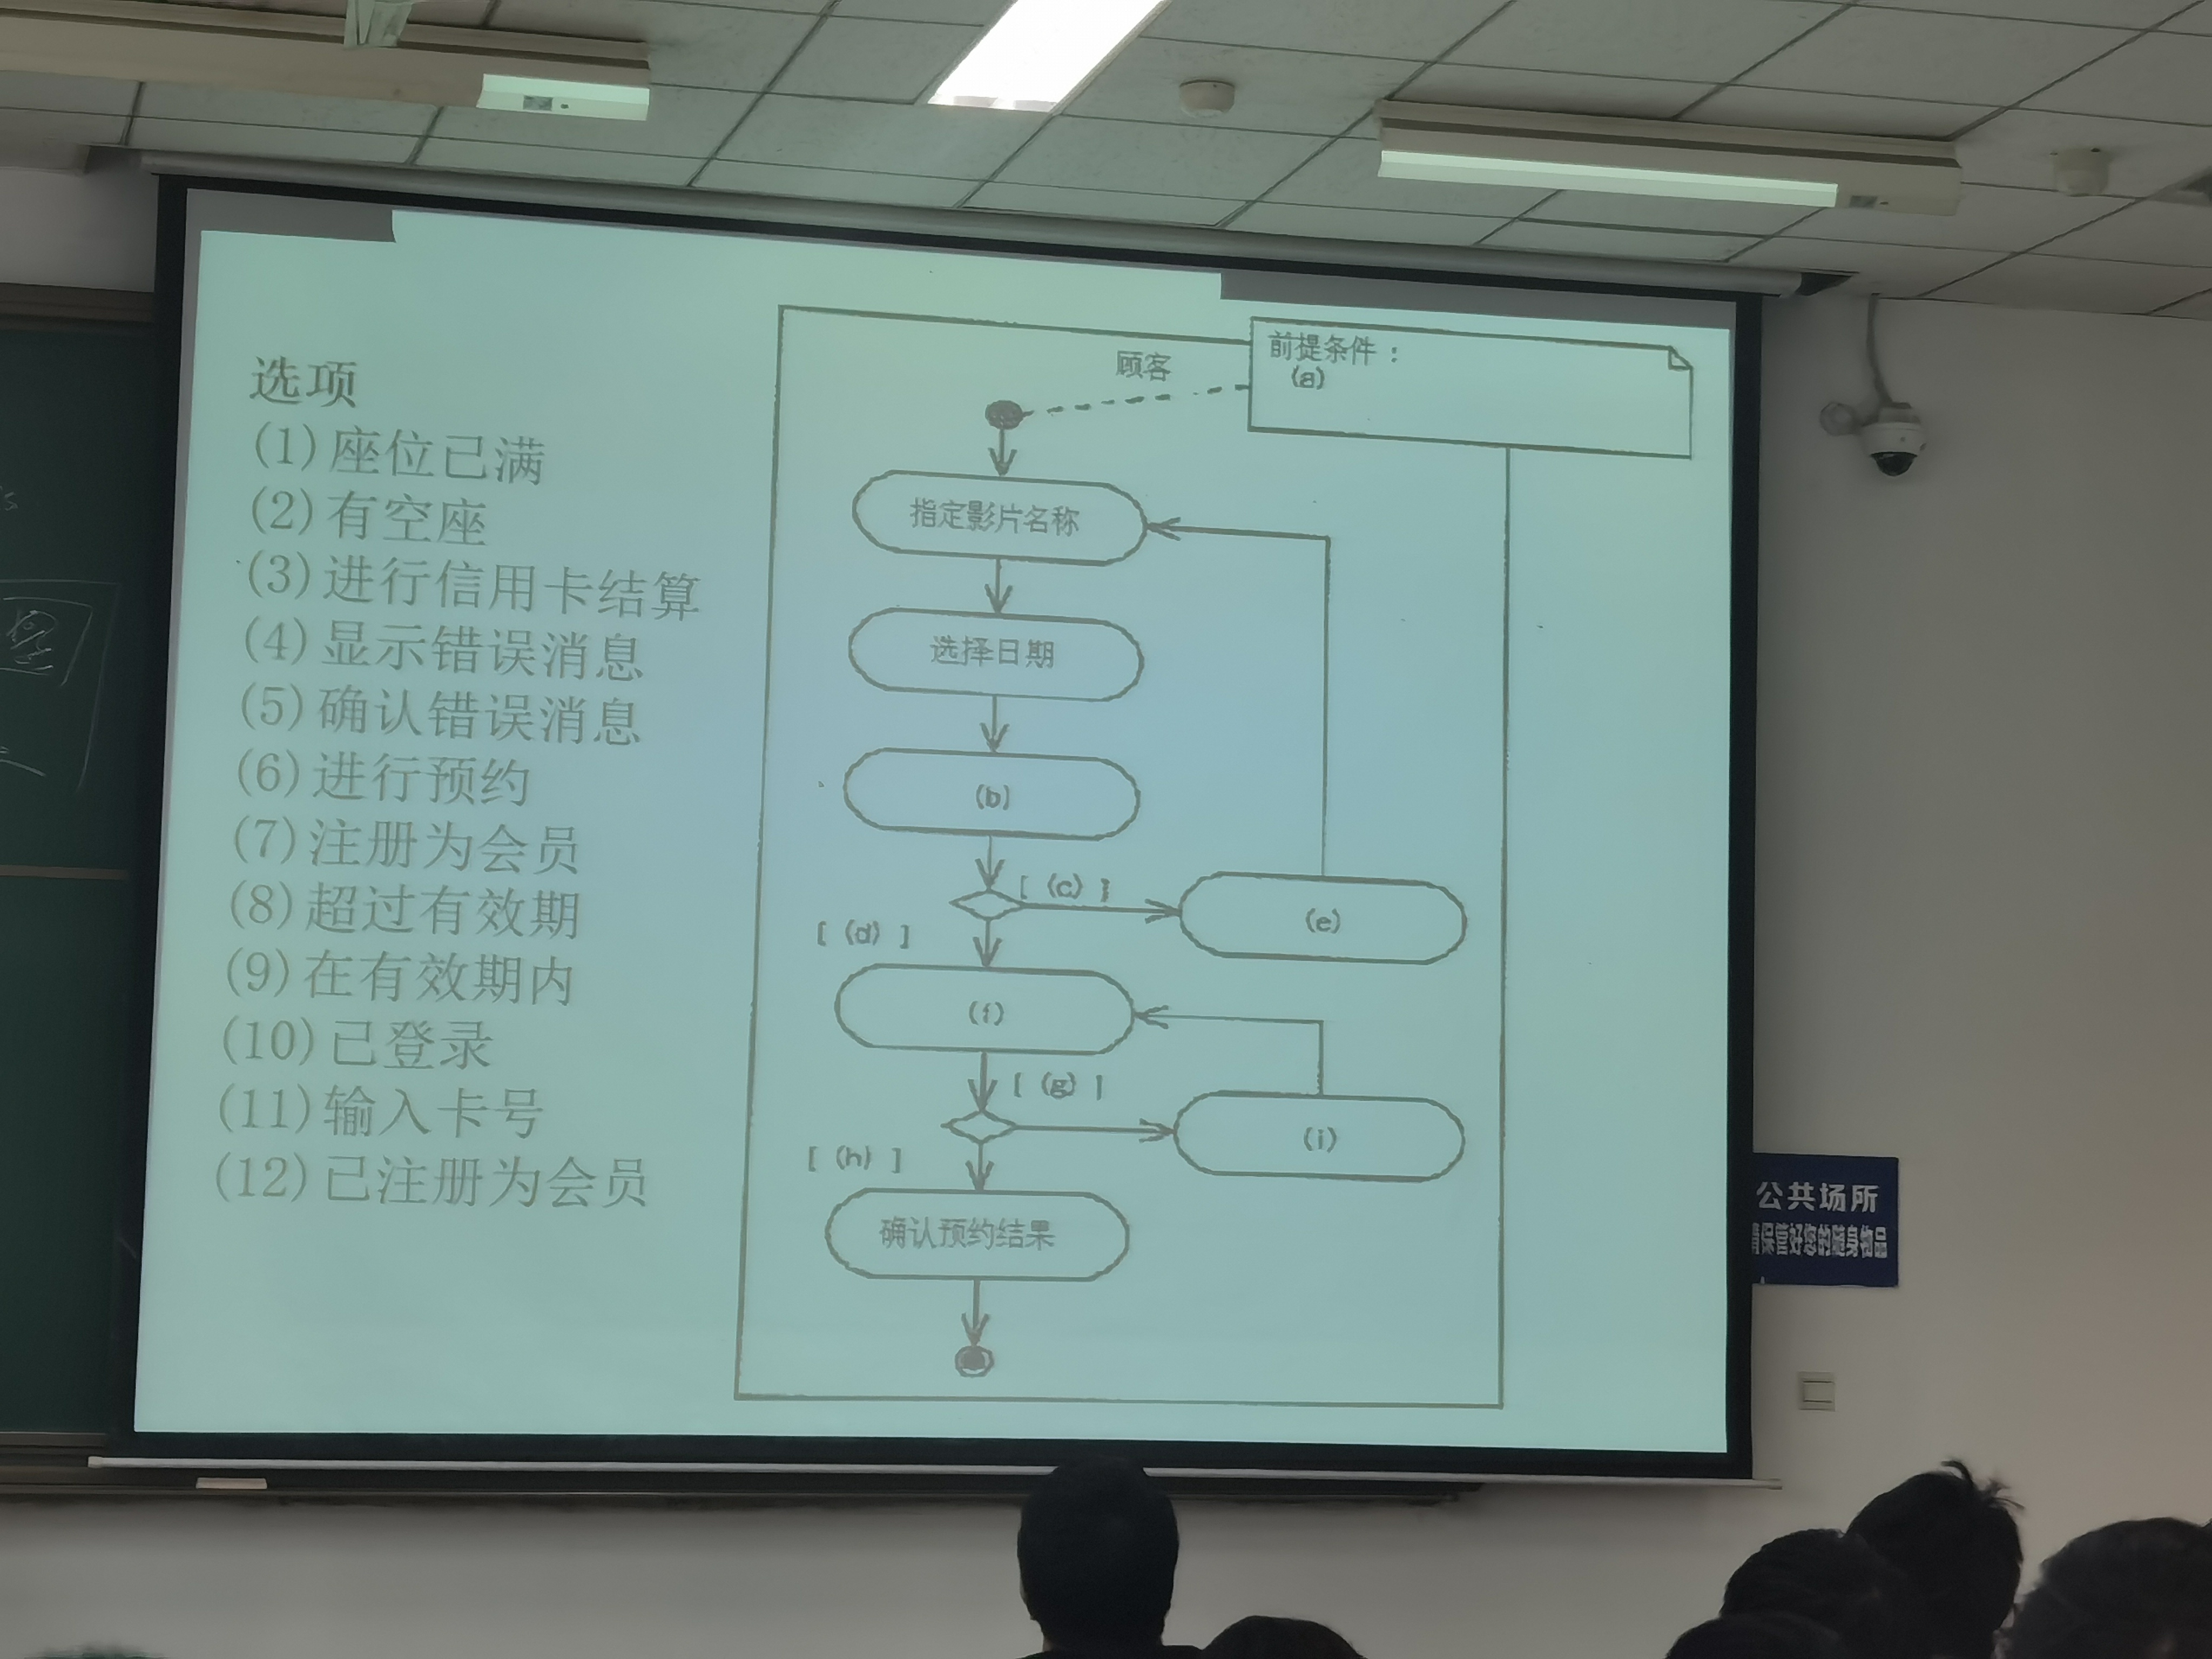 选项
(1)座位已满
(2)有空座
(3)进行信用卡结算
(4)显示错误消息
(5)确认错误消息
(6)进行预约
(7)注册为会员
(8)超过有效期
(9)在有效期内
(10)已登录
(11)输入卡号
(12)已注册为会员
顾客
前提条件：
(a)
指定影片名称
选择日期
(b)
[ (c) ]
(e)
[ (d) ]
(f)
[ (g) ]
(i)
[ (h) ]
确认预约结果
公共场所
请保管好您的随身物品